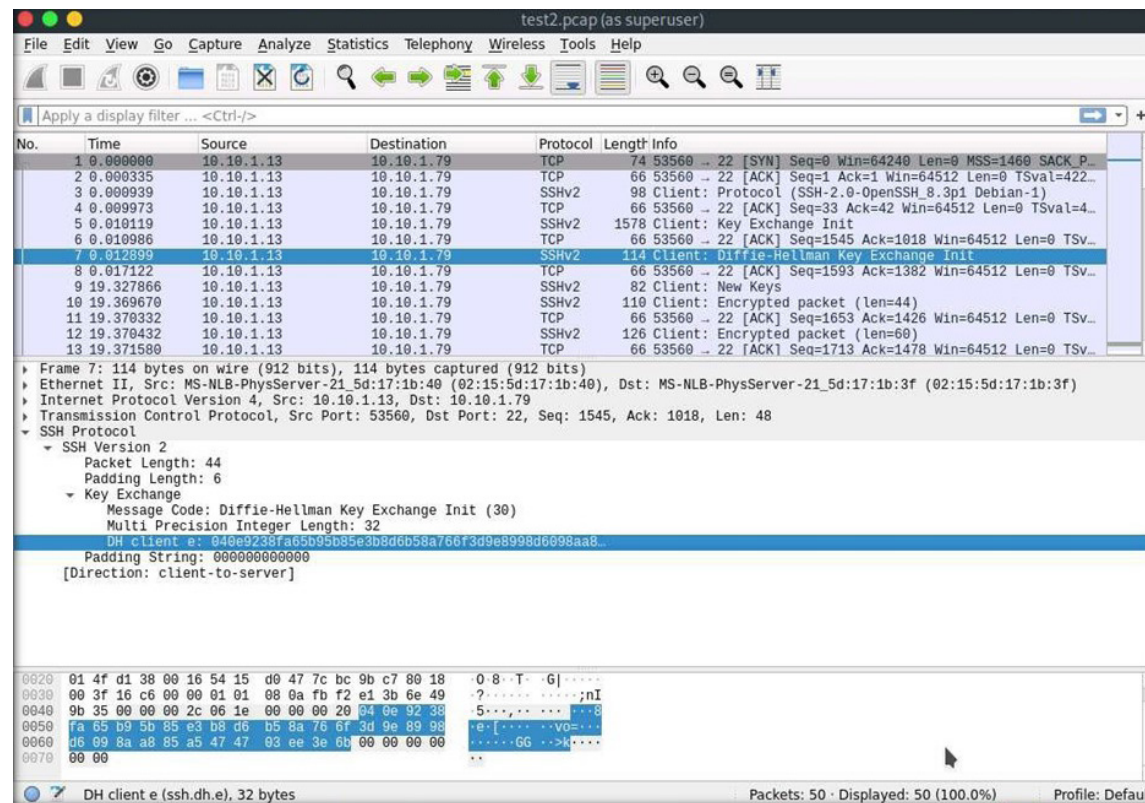 test2.pcap (as superuser)
File Edit View Go Capture Analyze Statistics Telephony Wireless Tools Help
Apply a display filter ... <Ctrl-/>
No. Time Source Destination Protocol Length Info
1 0.000000 10.10.1.13 10.10.1.79 TCP 74 53560 → 22 [SYN] Seq=0 Win=64240 Len=0 MSS=1460 SACK_P…
2 0.000335 10.10.1.13 10.10.1.79 TCP 66 53560 → 22 [ACK] Seq=1 Ack=1 Win=64512 Len=0 TSval=422…
3 0.000939 10.10.1.13 10.10.1.79 SSHv2 98 Client: Protocol (SSH-2.0-OpenSSH_8.3p1 Debian-1)
4 0.009973 10.10.1.13 10.10.1.79 TCP 66 53560 → 22 [ACK] Seq=33 Ack=42 Win=64512 Len=0 TSval=4…
5 0.010119 10.10.1.13 10.10.1.79 SSHv2 1578 Client: Key Exchange Init
6 0.010986 10.10.1.13 10.10.1.79 TCP 66 53560 → 22 [ACK] Seq=1545 Ack=1018 Win=64512 Len=0 TSv…
7 0.012899 10.10.1.13 10.10.1.79 SSHv2 114 Client: Diffie-Hellman Key Exchange Init
8 0.017122 10.10.1.13 10.10.1.79 TCP 66 53560 → 22 [ACK] Seq=1593 Ack=1382 Win=64512 Len=0 TSv…
9 19.327866 10.10.1.13 10.10.1.79 SSHv2 82 Client: New Keys
10 19.369670 10.10.1.13 10.10.1.79 SSHv2 110 Client: Encrypted packet (len=44)
11 19.370332 10.10.1.13 10.10.1.79 TCP 66 53560 → 22 [ACK] Seq=1653 Ack=1426 Win=64512 Len=0 TSv…
12 19.370432 10.10.1.13 10.10.1.79 SSHv2 126 Client: Encrypted packet (len=60)
13 19.371580 10.10.1.13 10.10.1.79 TCP 66 53560 → 22 [ACK] Seq=1713 Ack=1478 Win=64512 Len=0 TSv…
Frame 7: 114 bytes on wire (912 bits), 114 bytes captured (912 bits)
Ethernet II, Src: MS-NLB-PhysServer-21_5d:17:1b:40 (02:15:5d:17:1b:40), Dst: MS-NLB-PhysServer-21_5d:17:1b:3f (02:15:5d:17:1b:3f)
Internet Protocol Version 4, Src: 10.10.1.13, Dst: 10.10.1.79
Transmission Control Protocol, Src Port: 53560, Dst Port: 22, Seq: 1545, Ack: 1018, Len: 48
SSH Protocol
SSH Version 2
Packet Length: 44
Padding Length: 6
Key Exchange
Message Code: Diffie-Hellman Key Exchange Init (30)
Multi Precision Integer Length: 32
DH client e: 040e9238fa65b95b85e3b8d6b58a766f3d9e8998d6098aa8…
Padding String: 000000000000
[Direction: client-to-server]
0020 01 4f d1 38 00 16 54 15 d0 47 7c bc 9b c7 80 18 ·O·8··T· ·G|·····
0030 00 3f 16 c6 00 00 01 01 08 0a fb f2 e1 3b 6e 49 ·?······ ·····;nI
0040 9b 35 00 00 00 2c 06 1e 00 00 00 20 04 0e 92 38 ·5···,·· ··· ···8
0050 fa 65 b9 5b 85 e3 b8 d6 b5 8a 76 6f 3d 9e 89 98 ·e·[···· ··vo=···
0060 d6 09 8a a8 85 a5 47 47 03 ee 3e 6b 00 00 00 00 ······GG ··>k····
0070 00 00 ··
DH client e (ssh.dh.e), 32 bytes Packets: 50 · Displayed: 50 (100.0%) Profile: Defau